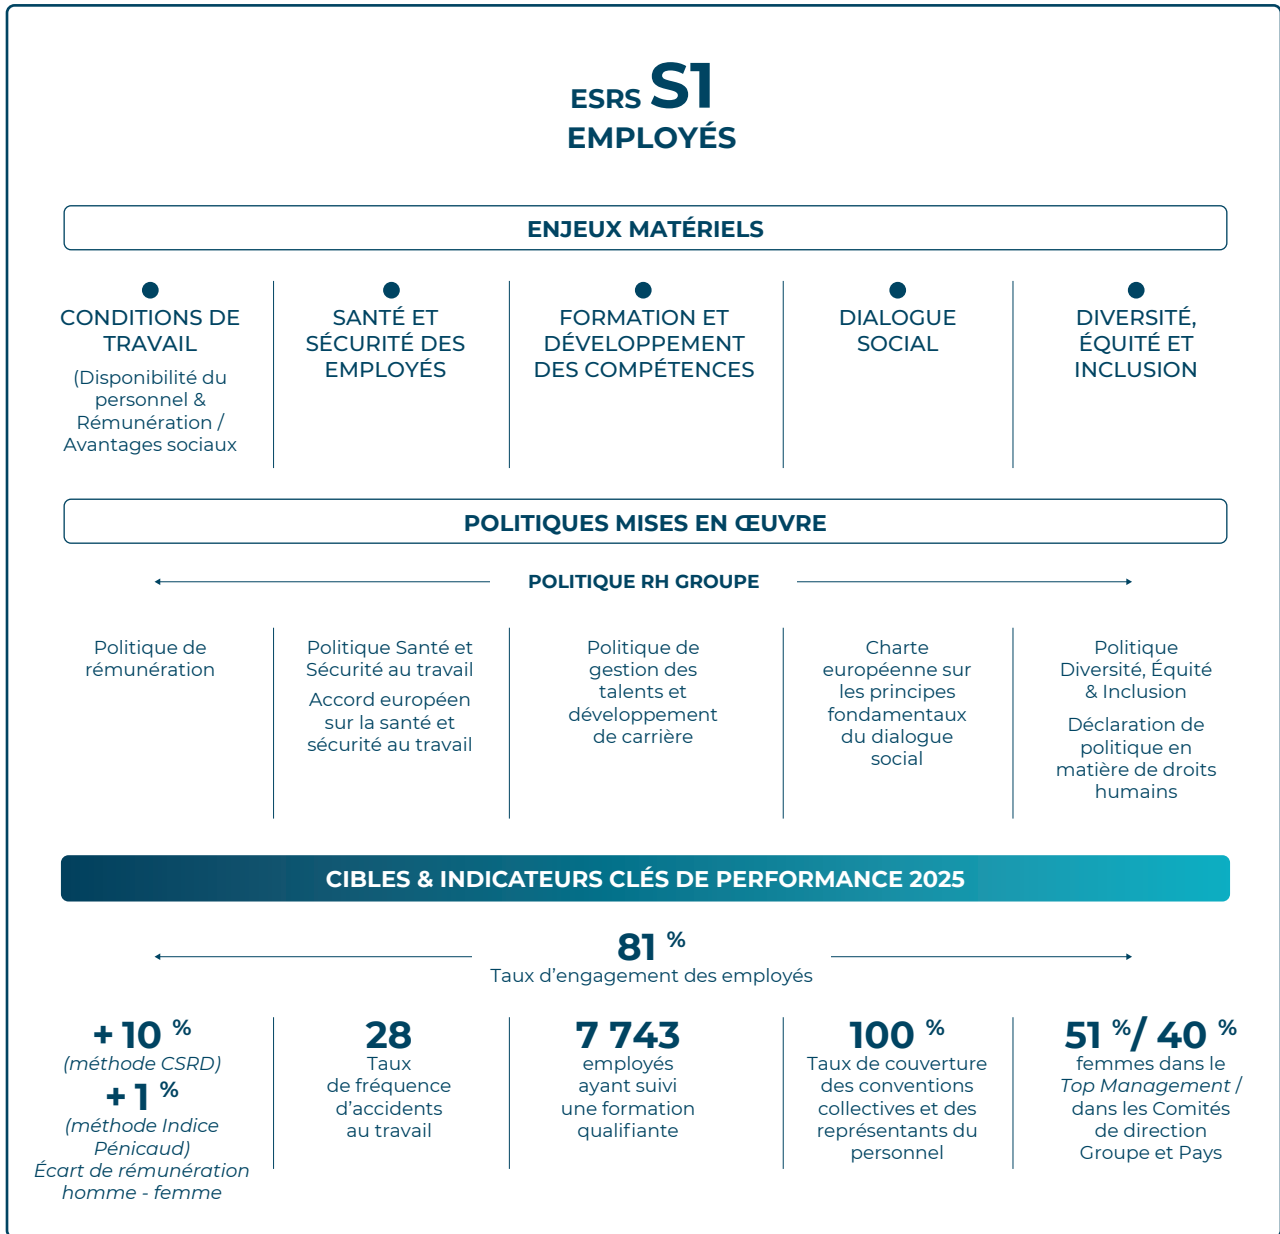 ESRS S1
EMPLOYÉS
ENJEUX MATÉRIELS
CONDITIONS DE
TRAVAIL
(Disponibilité du
personnel &
Rémunération /
Avantages sociaux
SANTÉ ET
SÉCURITÉ DES
EMPLOYÉS
FORMATION ET
DÉVELOPPEMENT
DES COMPÉTENCES
DIALOGUE
SOCIAL
DIVERSITÉ,
ÉQUITÉ ET
INCLUSION
POLITIQUES MISES EN ŒUVRE
POLITIQUE RH GROUPE
Politique de
rémunération
Politique Santé et
Sécurité au travail
Accord européen
sur la santé et
sécurité au travail
Politique de
gestion des
talents et
développement
de carrière
Charte
européenne sur
les principes
fondamentaux
du dialogue
social
Politique
Diversité, Équité
& Inclusion
Déclaration de
politique en
matière de droits
humains
CIBLES & INDICATEURS CLÉS DE PERFORMANCE 2025
81 %
Taux d'engagement des employés
+ 10 %
(méthode CSRD)
+ 1 %
(méthode Indice
Pénicaud)
Écart de rémunération
homme - femme
28
Taux
de fréquence
d'accidents
au travail
7 743
employés
ayant suivi
une formation
qualifiante
100 %
Taux de couverture
des conventions
collectives et des
représentants du
personnel
51 %/ 40 %
femmes dans le
Top Management /
dans les Comités
de direction
Groupe et Pays